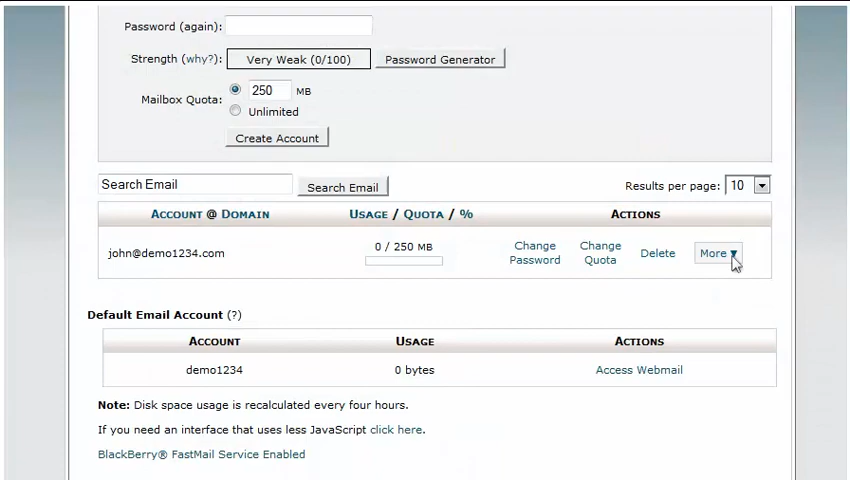 Password (again):
Strength (why?): Very Weak (0/100) Password Generator
Mailbox Quota: 250 MB
Unlimited
Create Account
Search Email Search Email Results per page: 10
ACCOUNT @ DOMAIN USAGE / QUOTA / % ACTIONS
john@demo1234.com 0 / 250 MB Change Password Change Quota Delete More ▼
Default Email Account (?)
ACCOUNT USAGE ACTIONS
demo1234 0 bytes Access Webmail
Note: Disk space usage is recalculated every four hours.
If you need an interface that uses less JavaScript click here.
BlackBerry® FastMail Service Enabled